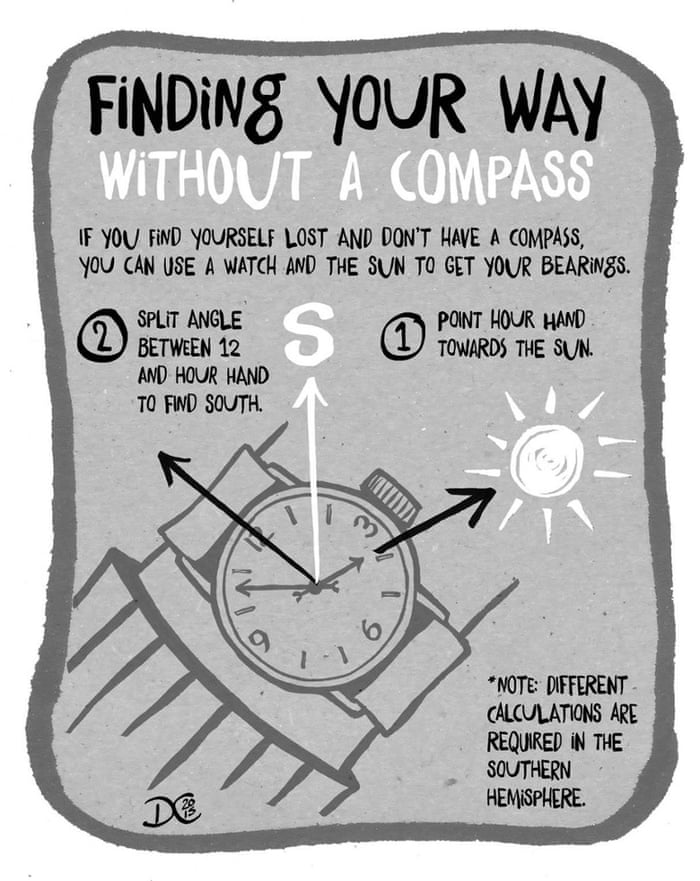 FiNDiNG YOUR WAY
WiTHOUT A COMPASS
IF YOU FiND YOURSELF LOST AND DON'T HAVE A COMPASS,
YOU CAN USE A WATCH AND THE SUN TO GET YOUR BEARiNGS.
2 SPLiT ANGLE
BETWEEN 12
AND HOUR HAND
TO FiND SOUTH.
S
1 POiNT HOUR HAND
TOWARDS THE SUN.
12
3
9
6
*NOTE: DiFFERENT
CALCULATiONS ARE
REQUiRED iN THE
SOUTHERN
HEMiSPHERE.
DC 2013